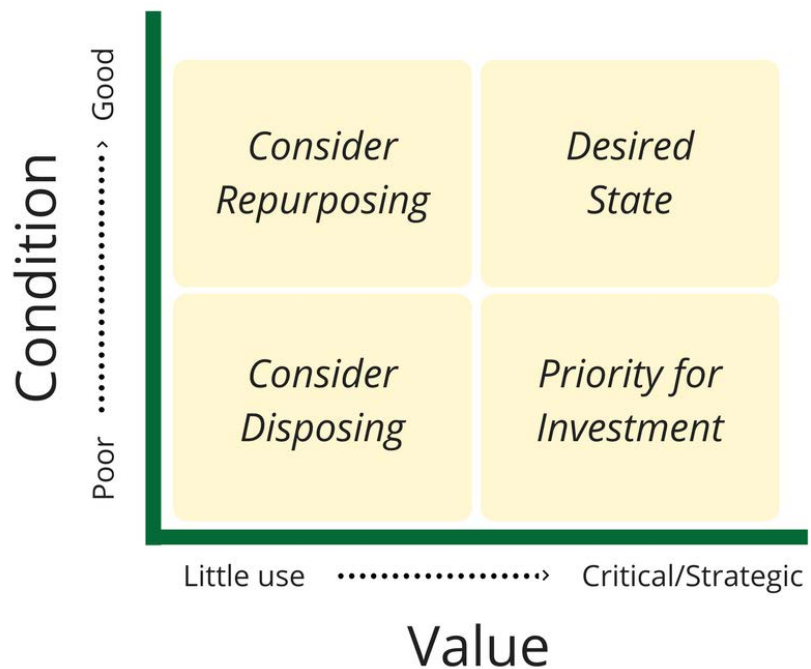 Condition
Good
Poor
Consider
Repurposing
Desired
State
Consider
Disposing
Priority for
Investment
Little use
Critical/Strategic
Value